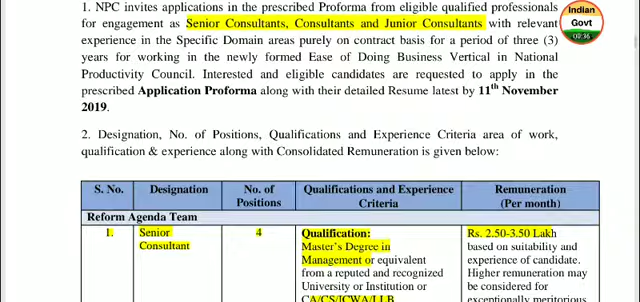 1. NPC invites applications in the prescribed Proforma from eligible qualified professionals
for engagement as Senior Consultants, Consultants and Junior Consultants with relevant
experience in the Specific Domain areas purely on contract basis for a period of three (3)
years for working in the newly formed Ease of Doing Business Vertical in National
Productivity Council. Interested and eligible candidates are requested to apply in the
prescribed Application Proforma along with their detailed Resume latest by 11th November
2019.
Indian
Govt
00:36
2. Designation, No. of Positions, Qualifications and Experience Criteria area of work,
qualification & experience along with Consolidated Remuneration is given below:
S. No. Designation No. of Positions Qualifications and Experience Criteria Remuneration (Per month)
Reform Agenda Team
1. Senior Consultant 4
Qualification:
Master's Degree in
Management or equivalent
from a reputed and recognized
University or Institution or
CA/CS/ICWA/LLB
Rs. 2.50-3.50 Lakh
based on suitability and
experience of candidate.
Higher remuneration may
be considered for
exceptionally meritorious